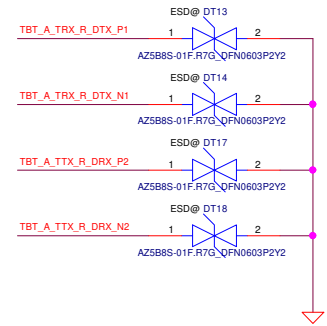 ESD@ DT13
TBT_A_TRX_R_DTX_P1
1 2
AZ5B8S-01F.R7G_DFN0603P2Y2
ESD@ DT14
TBT_A_TRX_R_DTX_N1
1 2
AZ5B8S-01F.R7G_DFN0603P2Y2
ESD@ DT17
TBT_A_TTX_R_DRX_P2
1 2
AZ5B8S-01F.R7G_DFN0603P2Y2
ESD@ DT18
TBT_A_TTX_R_DRX_N2
1 2
AZ5B8S-01F.R7G_DFN0603P2Y2